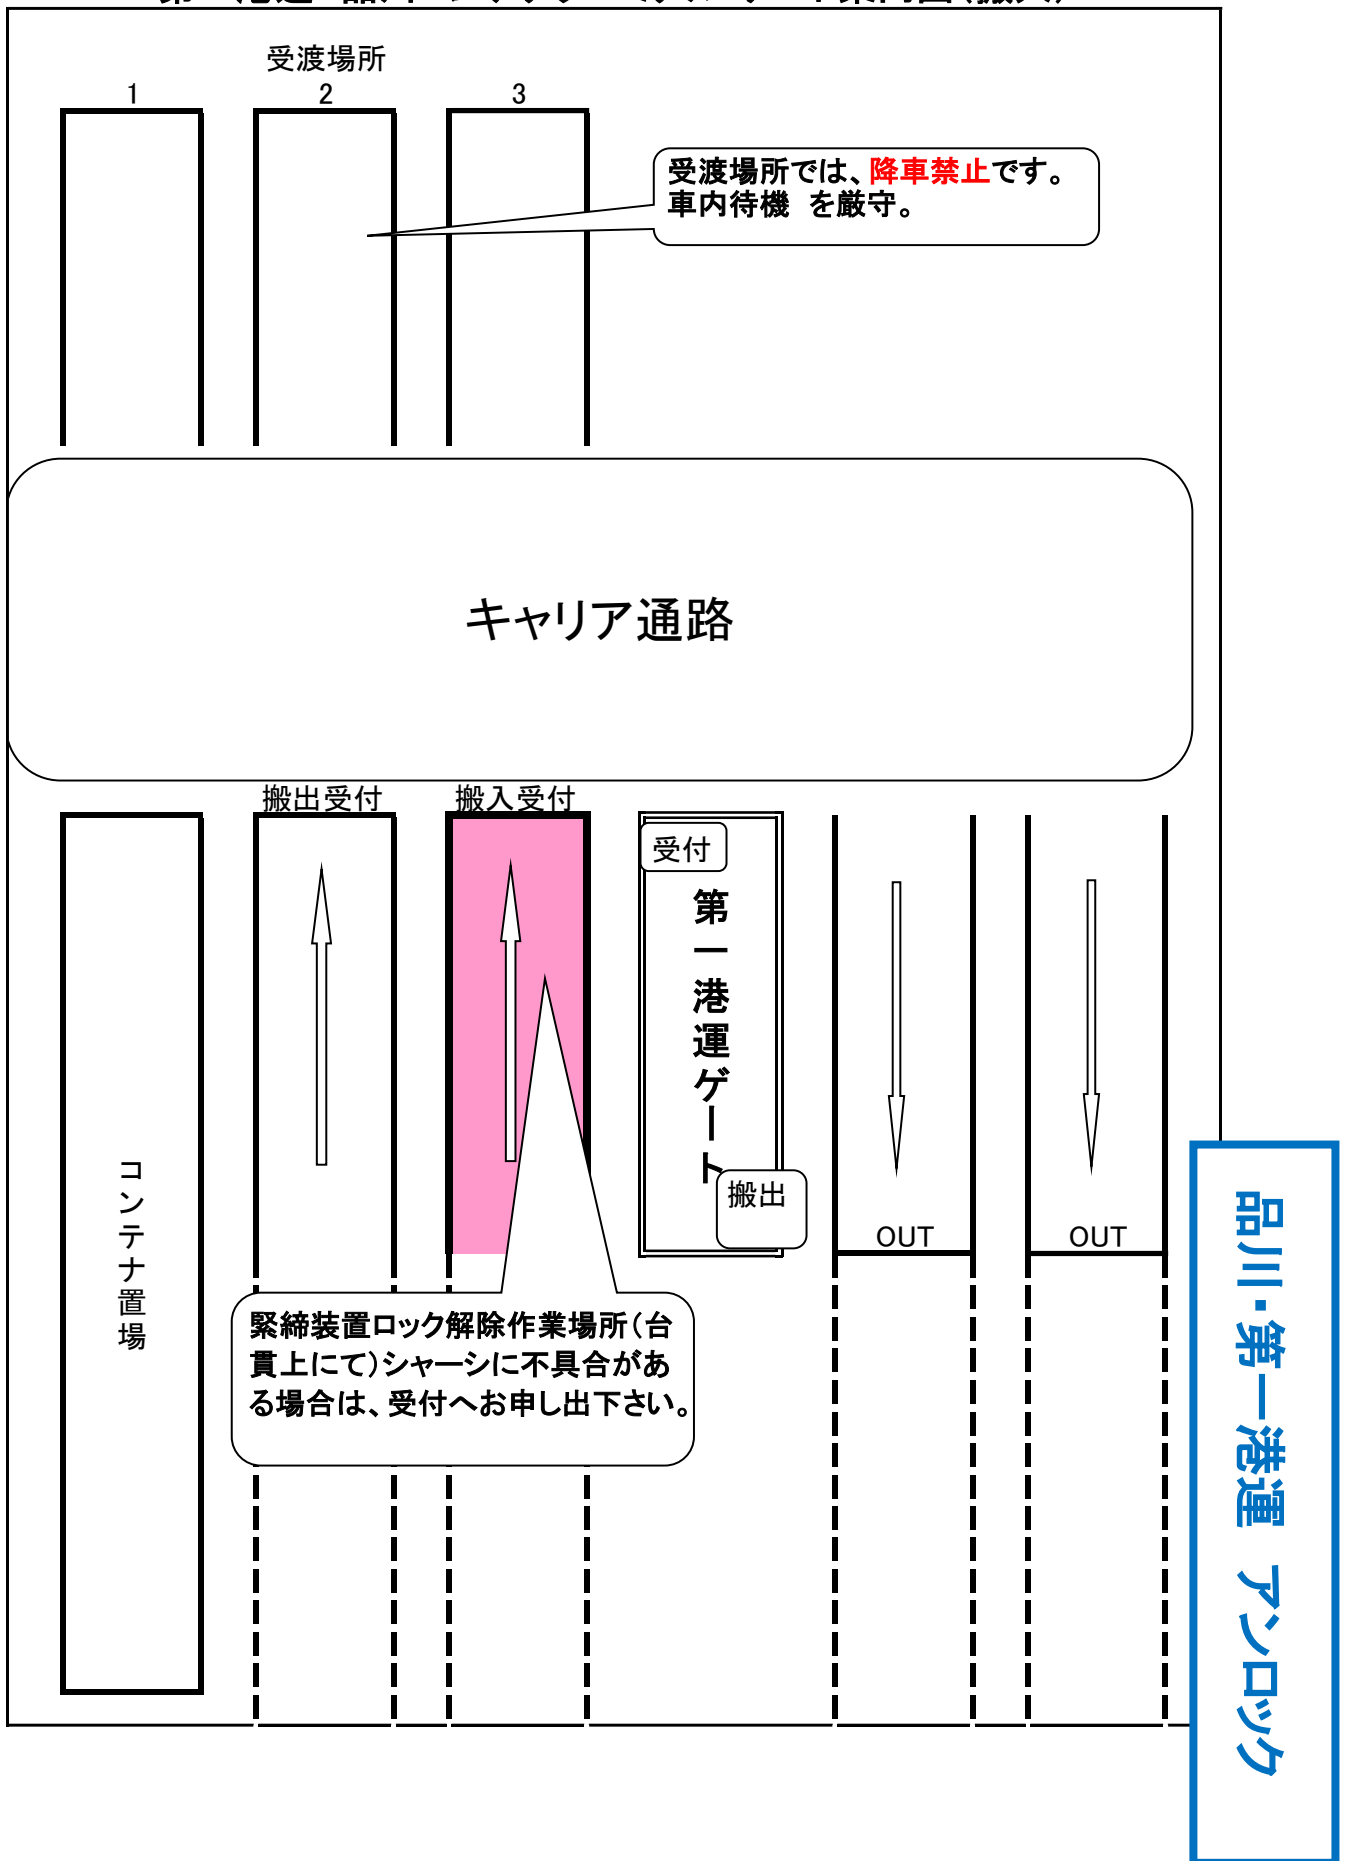 受渡場所
1
2
3
受渡場所では、降車禁止です。
車内待機 を厳守。
キャリア通路
搬出受付
搬入受付
受付
第一港運ゲート
搬出
OUT
OUT
コンテナ置場
緊締装置ロック解除作業場所(台
貫上にて)シャーシに不具合があ
る場合は、受付へお申し出下さい。
品川・第一港運 アンロック